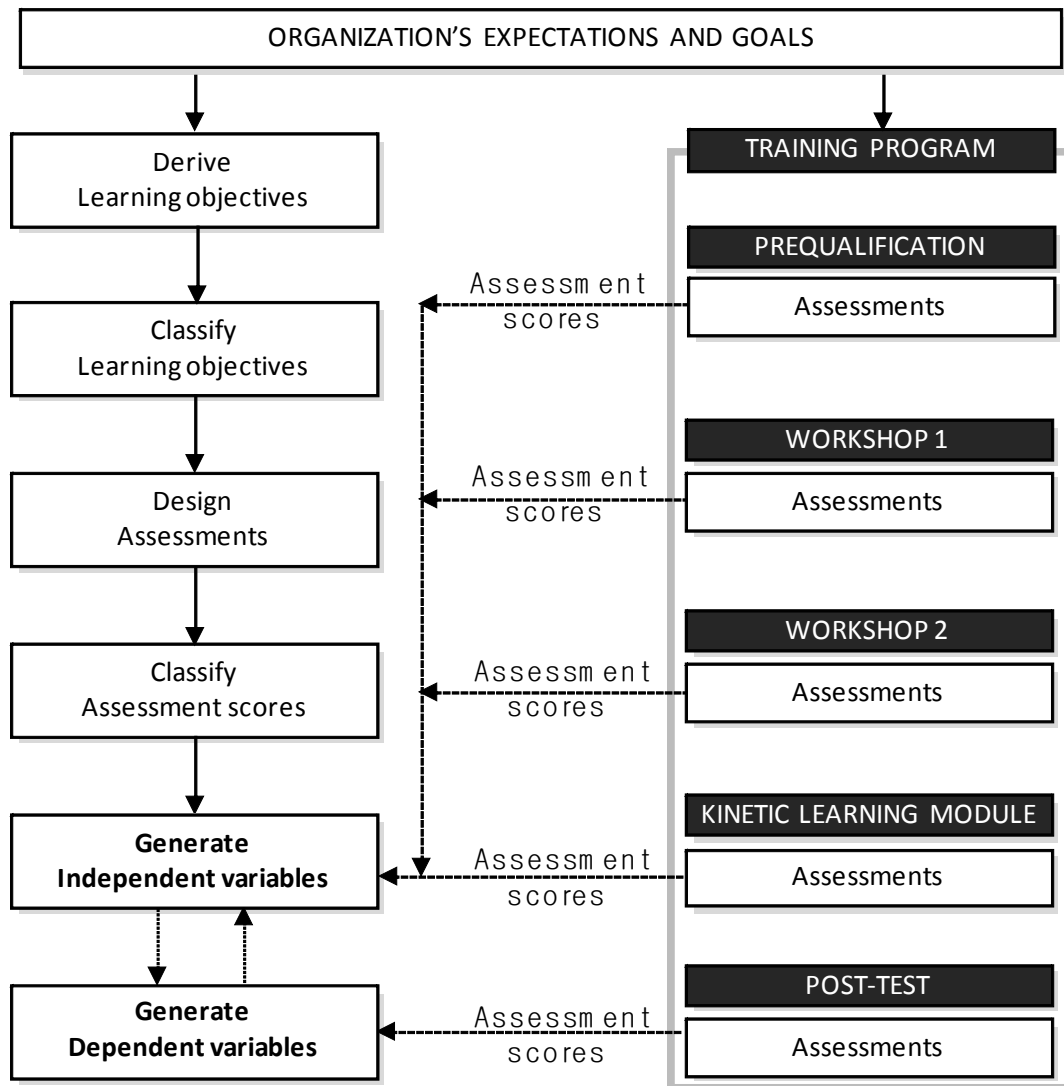 ORGANIZATION'S EXPECTATIONS AND GOALS
Derive
Learning objectives
Classify
Learning objectives
Design
Assessments
Classify
Assessment scores
Generate
Independent variables
Generate
Dependent variables
Assessment
scores
Assessment
scores
Assessment
scores
Assessment
scores
Assessment
scores
TRAINING PROGRAM
PREQUALIFICATION
Assessments
WORKSHOP 1
Assessments
WORKSHOP 2
Assessments
KINETIC LEARNING MODULE
Assessments
POST-TEST
Assessments